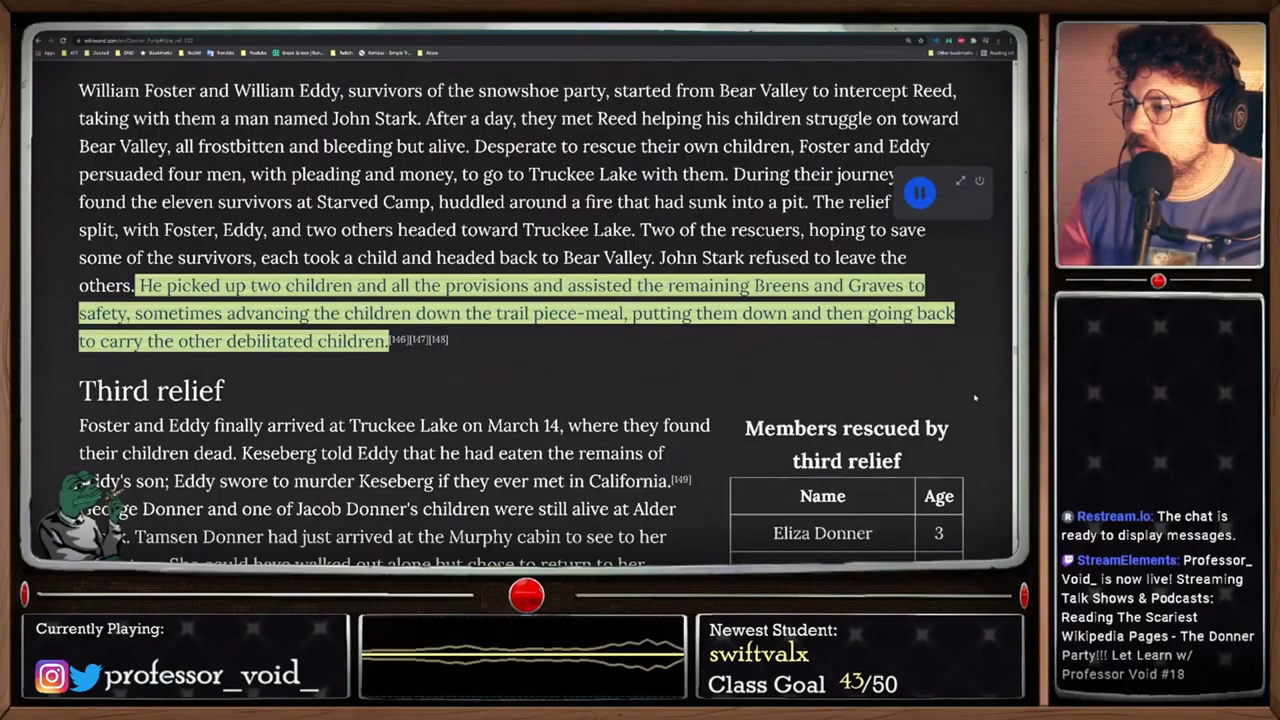 William Foster and William Eddy, survivors of the snowshoe party, started from Bear Valley to intercept Reed,
taking with them a man named John Stark. After a day, they met Reed helping his children struggle on toward
Bear Valley, all frostbitten and bleeding but alive. Desperate to rescue their own children, Foster and Eddy
persuaded four men, with pleading and money, to go to Truckee Lake with them. During their journey
found the eleven survivors at Starved Camp, huddled around a fire that had sunk into a pit. The relief
split, with Foster, Eddy, and two others headed toward Truckee Lake. Two of the rescuers, hoping to save
some of the survivors, each took a child and headed back to Bear Valley. John Stark refused to leave the
others. He picked up two children and all the provisions and assisted the remaining Breens and Graves to
safety, sometimes advancing the children down the trail piece-meal, putting them down and then going back
to carry the other debilitated children.[146][147][148]
Third relief
Foster and Eddy finally arrived at Truckee Lake on March 14, where they found
their children dead. Keseberg told Eddy that he had eaten the remains of
Eddy's son; Eddy swore to murder Keseberg if they ever met in California.[149]
George Donner and one of Jacob Donner's children were still alive at Alder
Tamsen Donner had just arrived at the Murphy cabin to see to her
She could have walked out alone but chose to return to her
Members rescued by
third relief
Name Age
Eliza Donner 3
Restream.io: The chat is
ready to display messages.
StreamElements: Professor_
Void_ is now live! Streaming
Talk Shows & Podcasts:
Reading The Scariest
Wikipedia Pages - The Donner
Party!!! Let Learn w/
Professor Void #18
Currently Playing:
professor_void_
Newest Student:
swiftvalx
Class Goal 43/50